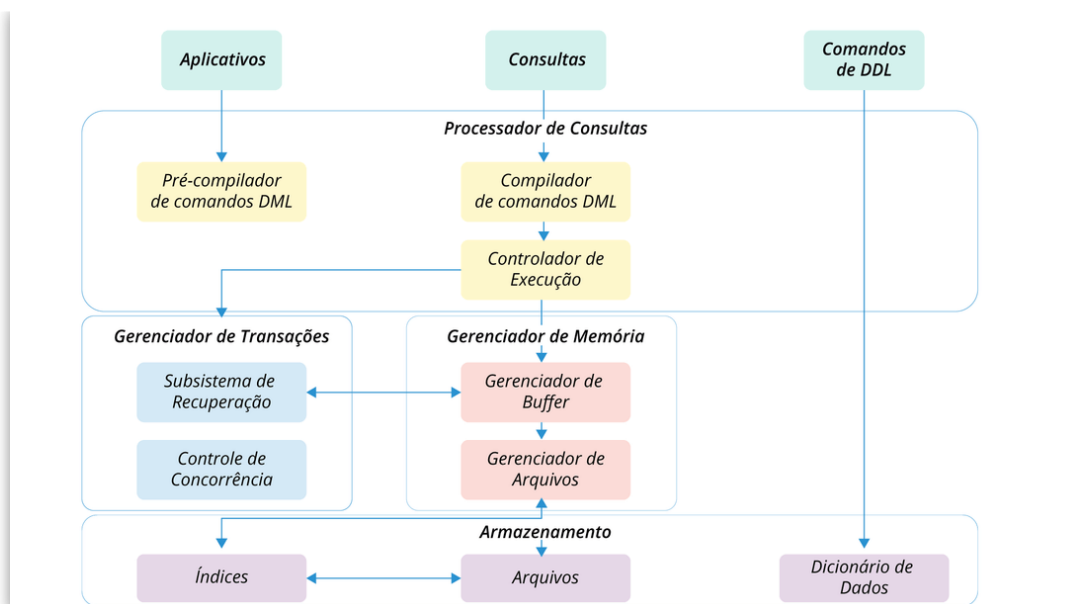 Aplicativos
Consultas
Comandos
de DDL
Processador de Consultas
Pré-compilador
de comandos DML
Compilador
de comandos DML
Controlador de
Execução
Gerenciador de Transações
Gerenciador de Memória
Subsistema de
Recuperação
Gerenciador de
Buffer
Controle de
Concorrência
Gerenciador de
Arquivos
Armazenamento
Índices
Arquivos
Dicionário de
Dados